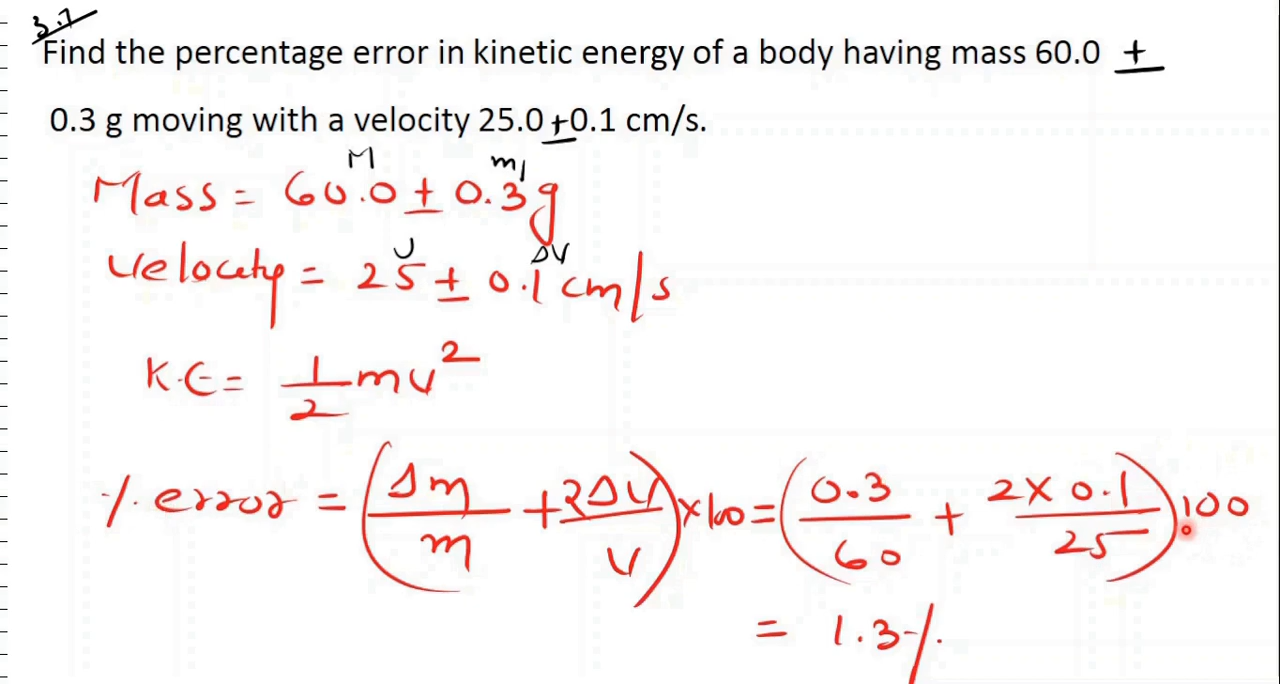 3.7
Find the percentage error in kinetic energy of a body having mass 60.0 ±
0.3 g moving with a velocity 25.0 ± 0.1 cm/s.
M m/
Mass = 60.0 ± 0.3g
V ΔV
Velocity = 25 ± 0.1 cm/s
K.E = 1/2 mv²
% error = (Δm/m + 2ΔV/V) × 100 = (0.3/60 + 2 × 0.1/25) 100
= 1.3 %.